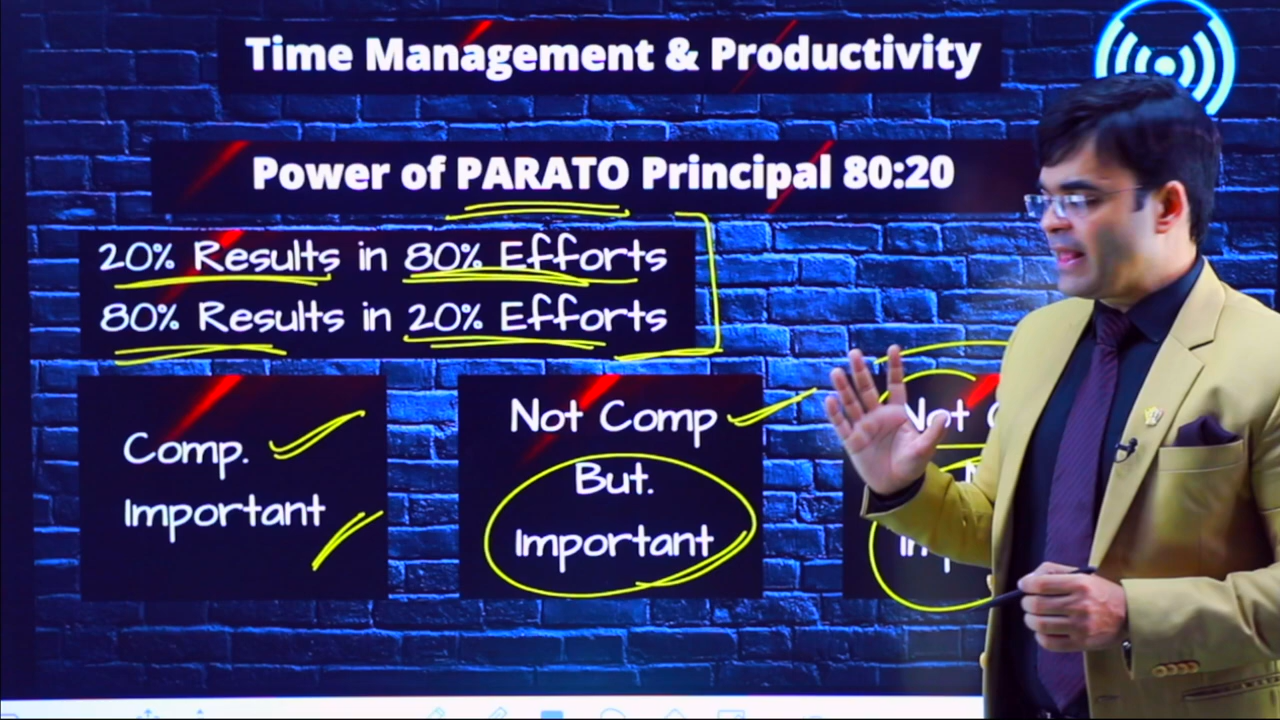 Time Management & Productivity
Power of PARATO Principal 80:20
20% Results in 80% Efforts
80% Results in 20% Efforts
Comp.
Important
Not Comp
But.
Important
Not